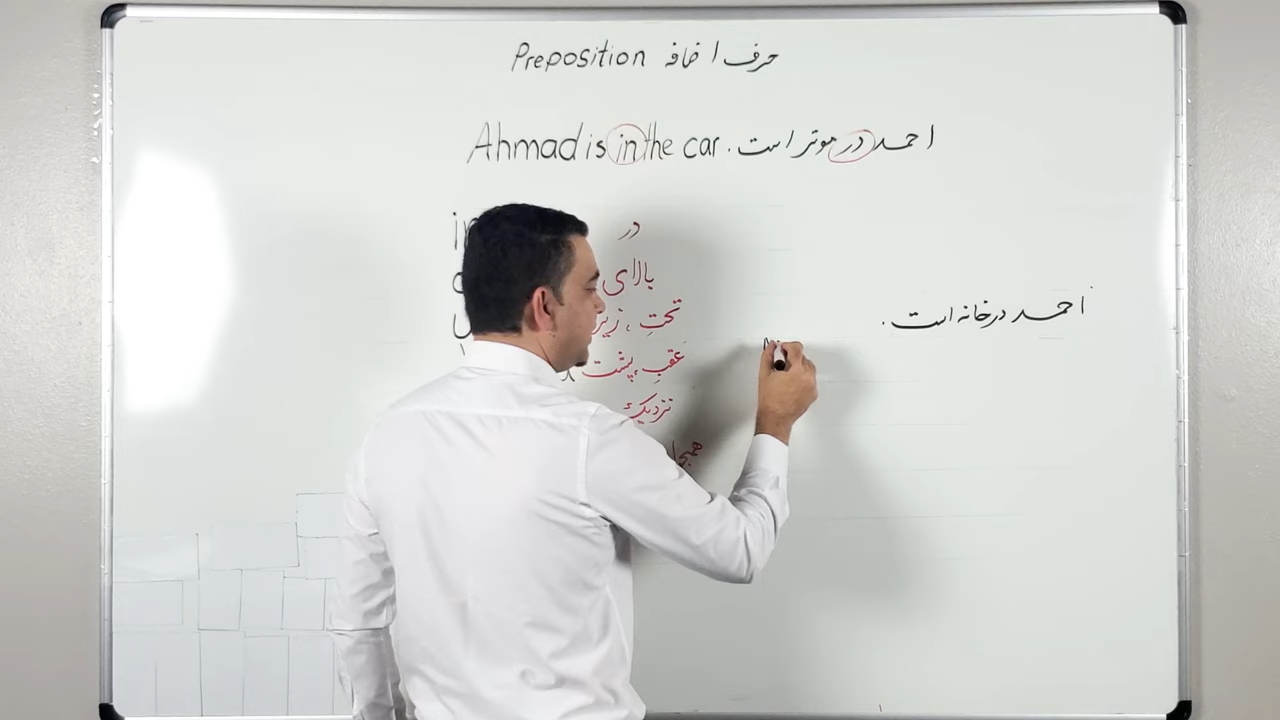 Preposition حرف اضافه
Ahmad is in the car. احمد در موتر است
در
بالای
تحتِ، زیر
عقبِ، پشت
نزدیکِ
احمد در خانه است.